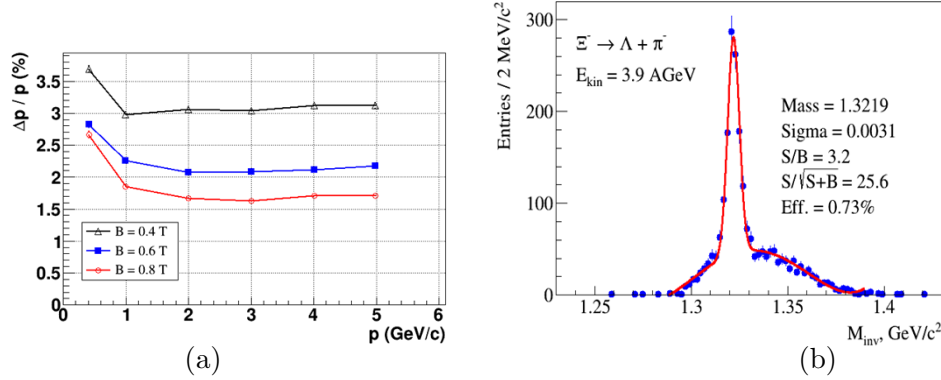 Δp / p (%)
3.5
3
2.5
2
1.5
1
0.5
0
B = 0.4 T
B = 0.6 T
B = 0.8 T
0 1 2 3 4 5 6
p (GeV/c)
(a)
Entries / 2 MeV/c²
300
200
100
0
Ξ⁻ → Λ + π⁻
E_kin = 3.9 AGeV
Mass = 1.3219
Sigma = 0.0031
S/B = 3.2
S/√S+B = 25.6
Eff. = 0.73%
1.25 1.3 1.35 1.4
M_inv, GeV/c²
(b)